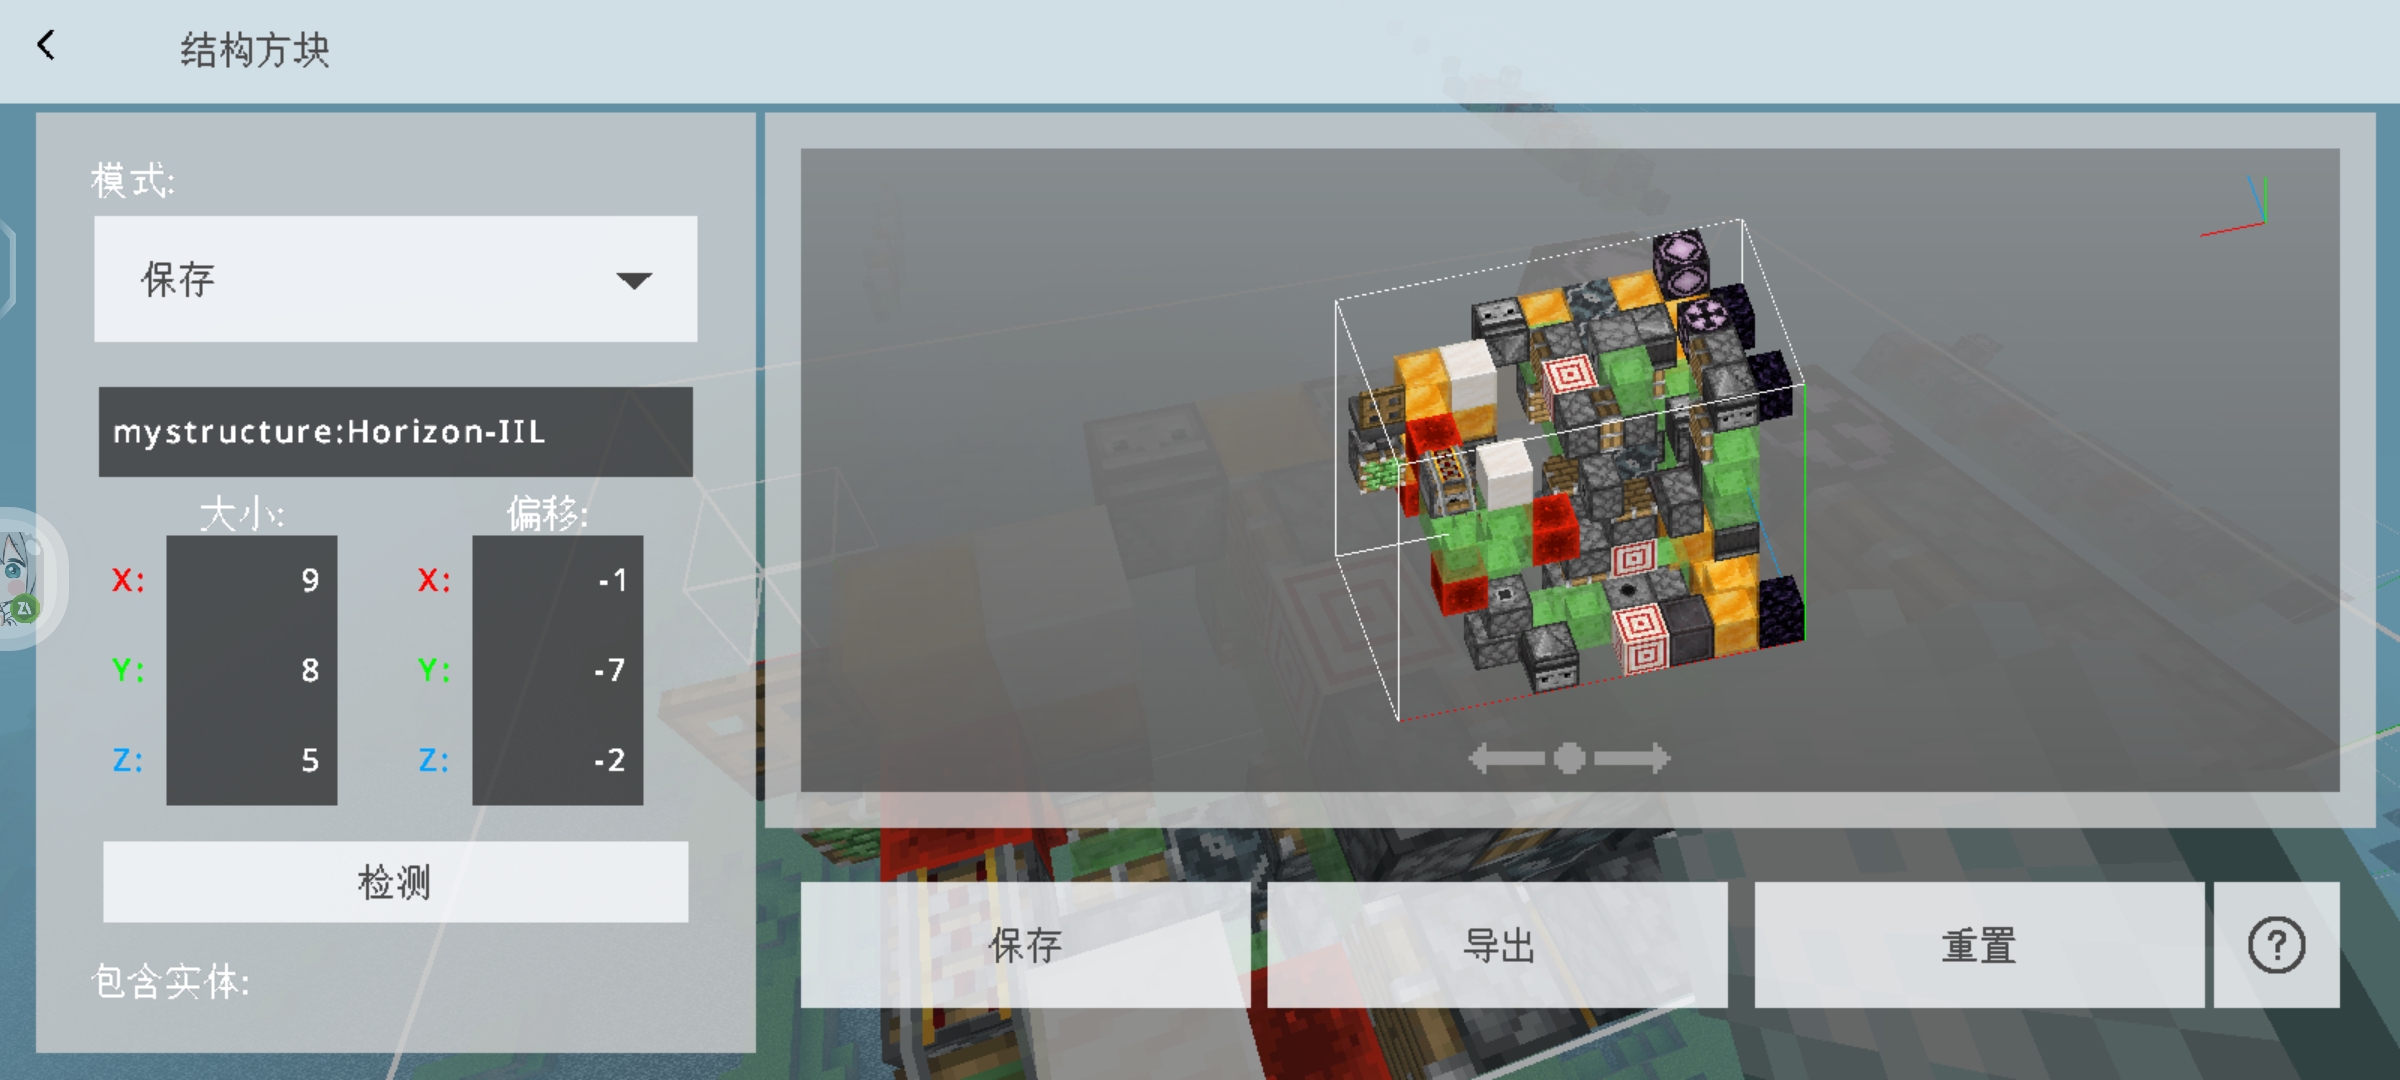 结构方块
模式:
保存
mystructure:Horizon-IIL
大小:
偏移:
X: 9
X: -1
Y: 8
Y: -7
Z: 5
Z: -2
检测
包含实体:
保存
导出
重置
?